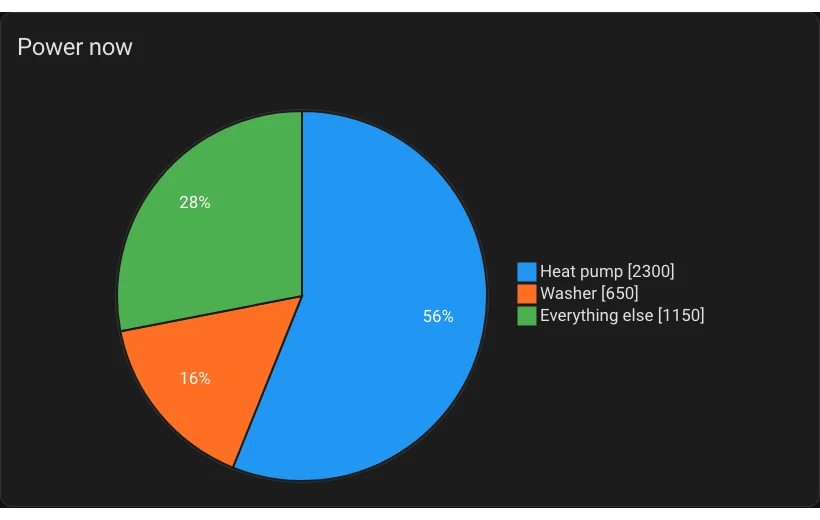 Power now
28%
56%
16%
Heat pump [2300]
Washer [650]
Everything else [1150]